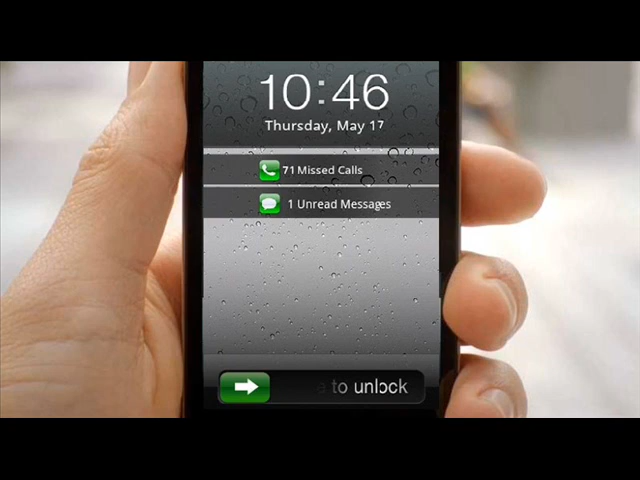 10:46
Thursday, May 17
71 Missed Calls
1 Unread Messages
to unlock